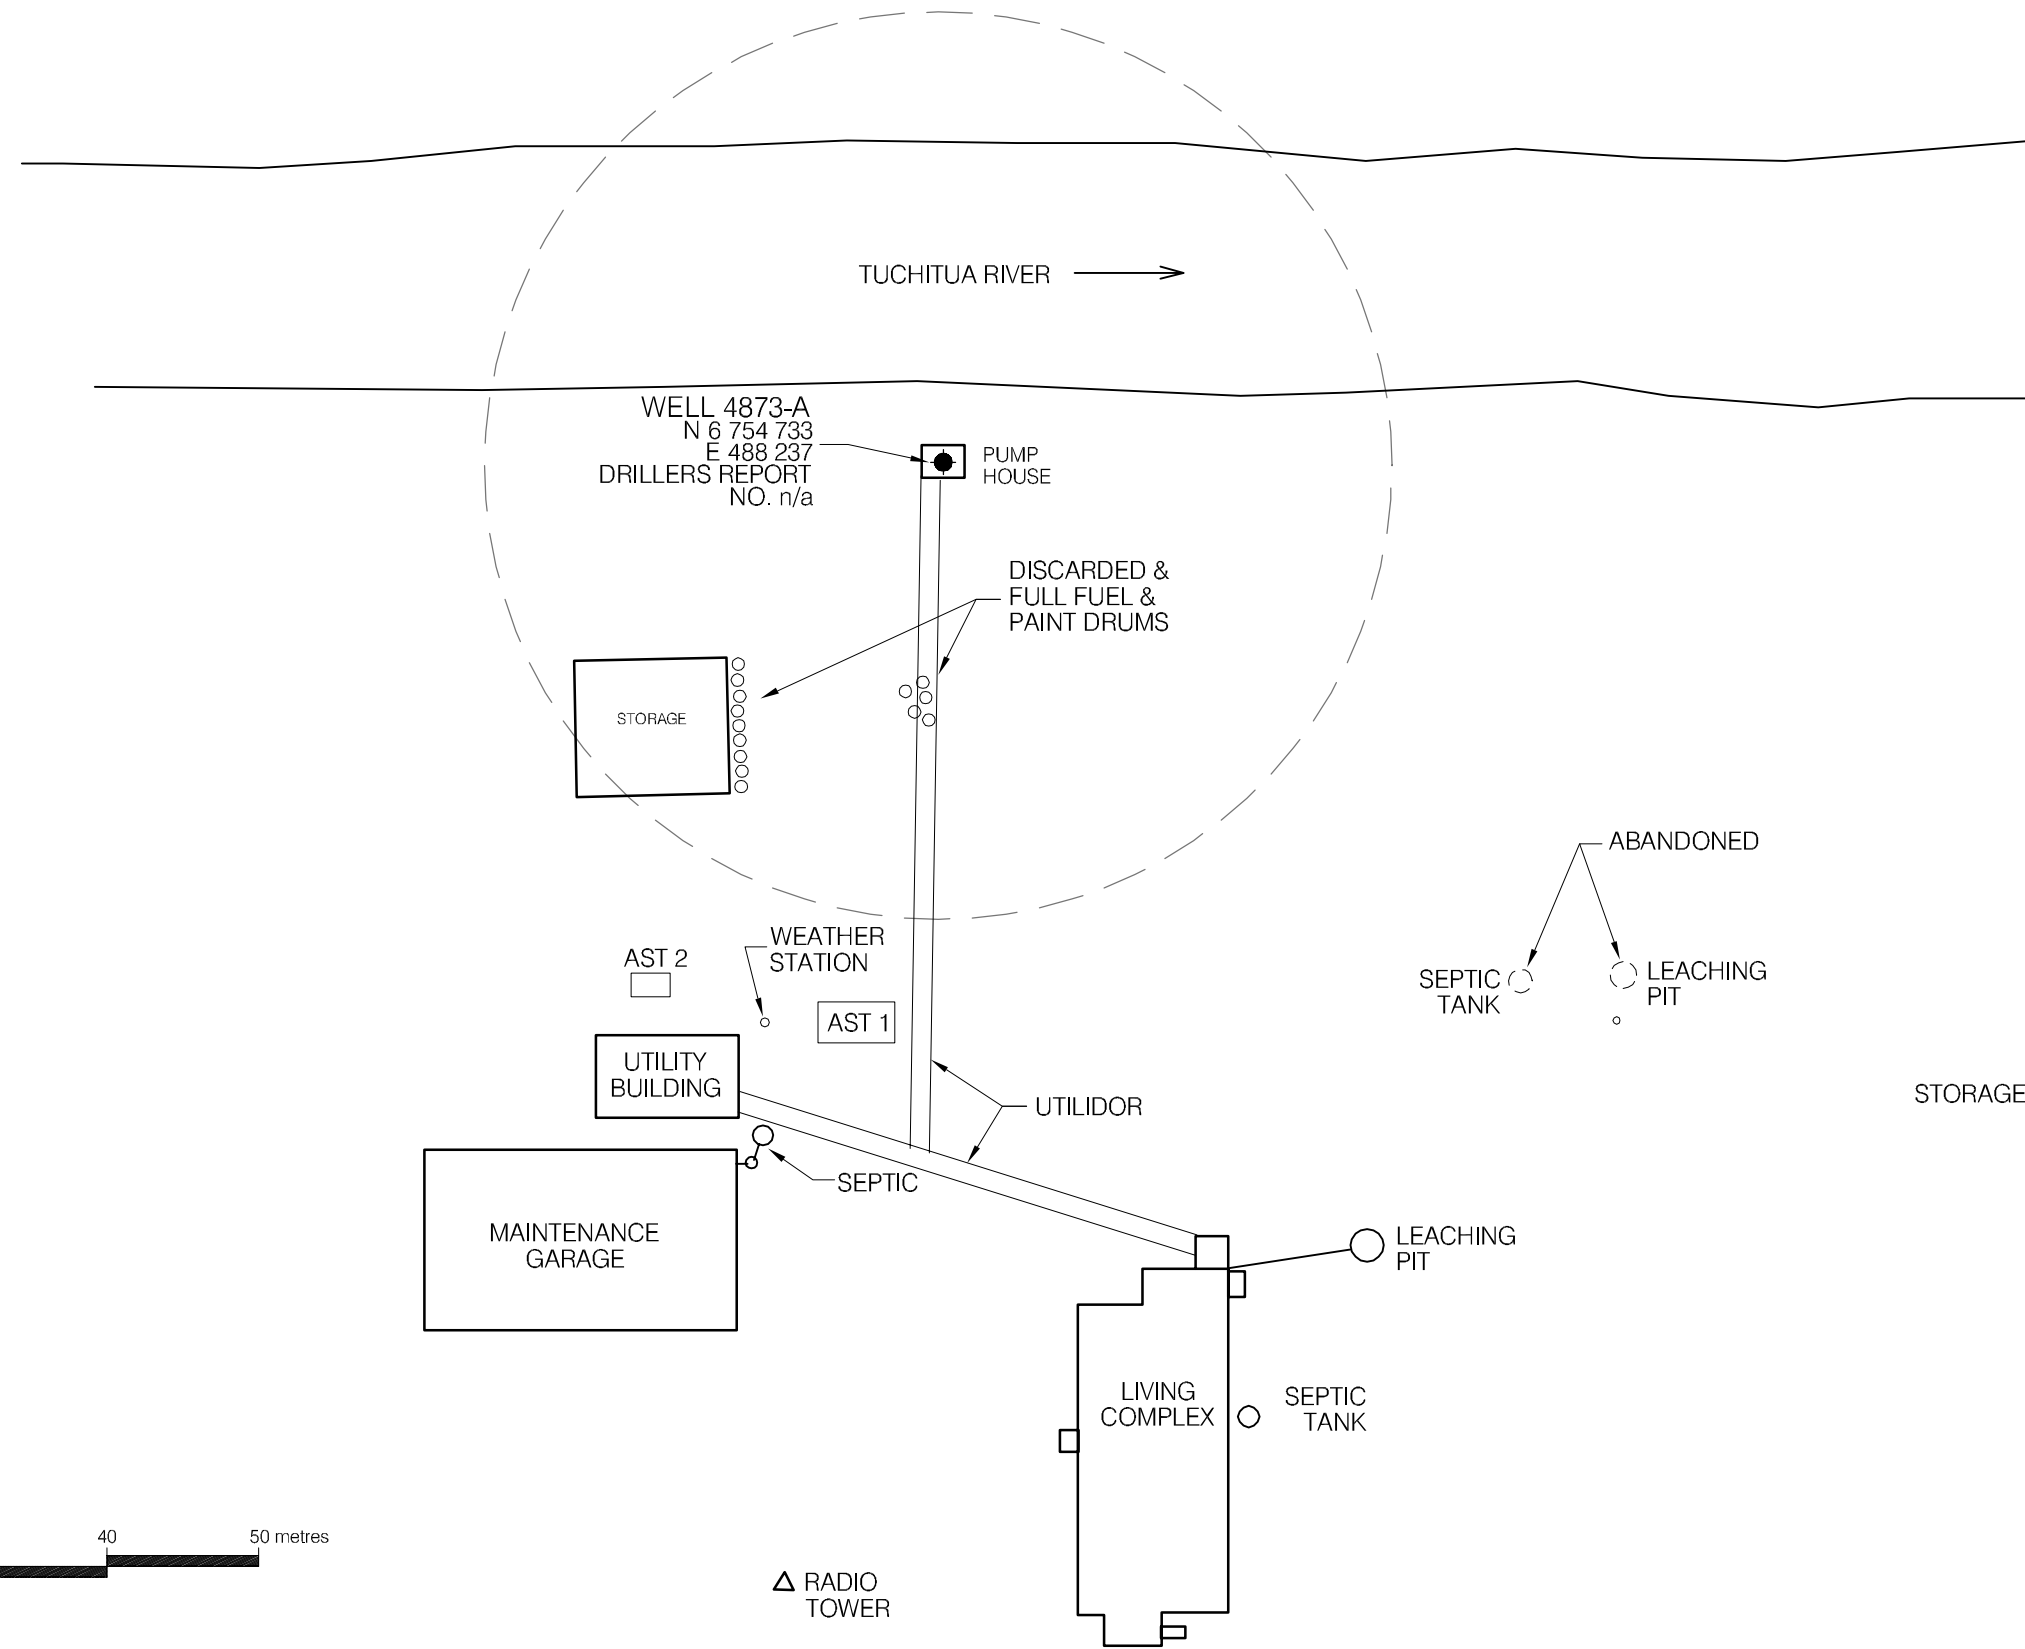 TUCHITUA RIVER
WELL 4873-A
N 6 754 733
E 488 237
DRILLERS REPORT
NO. n/a
PUMP
HOUSE
DISCARDED &
FULL FUEL &
PAINT DRUMS
STORAGE
ABANDONED
SEPTIC
TANK
LEACHING
PIT
WEATHER
STATION
AST 2
AST 1
UTILITY
BUILDING
STORAGE
UTILIDOR
SEPTIC
MAINTENANCE
GARAGE
LEACHING
PIT
LIVING
COMPLEX
SEPTIC
TANK
40
50 metres
RADIO
TOWER